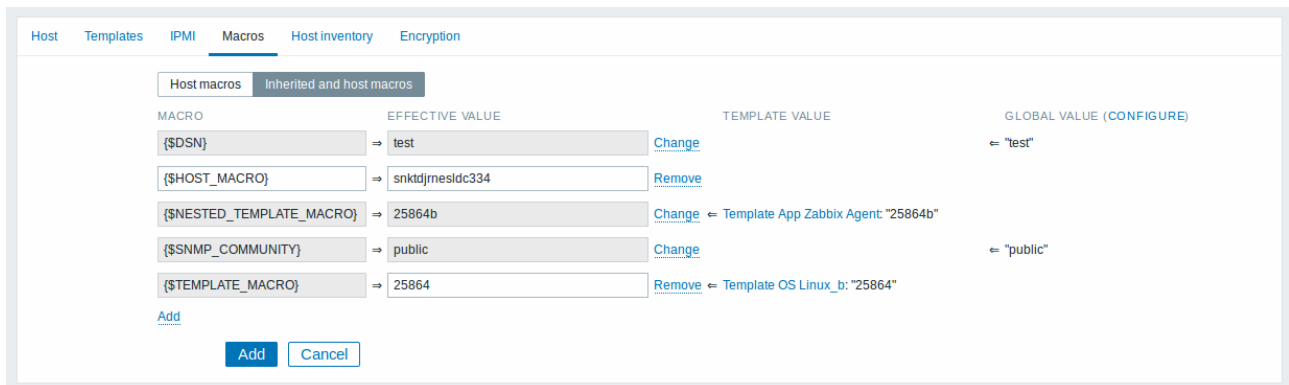 Host Templates IPMI Macros Host inventory Encryption
Host macros Inherited and host macros
MACRO EFFECTIVE VALUE TEMPLATE VALUE GLOBAL VALUE (CONFIGURE)
{$DSN} ⇒ test Change ⇐ "test"
{$HOST_MACRO} ⇒ snktdjrnesldc334 Remove
{$NESTED_TEMPLATE_MACRO} ⇒ 25864b Change ⇐ Template App Zabbix Agent: "25864b"
{$SNMP_COMMUNITY} ⇒ public Change ⇐ "public"
{$TEMPLATE_MACRO} ⇒ 25864 Remove ⇐ Template OS Linux_b: "25864"
Add
Add Cancel